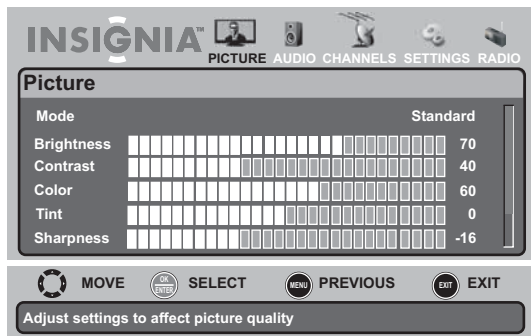 INSIGNIA™
PICTURE AUDIO CHANNELS SETTINGS RADIO
Picture
Mode Standard
Brightness 70
Contrast 40
Color 60
Tint 0
Sharpness -16
MOVE OK ENTER SELECT MENU PREVIOUS EXIT EXIT
Adjust settings to affect picture quality